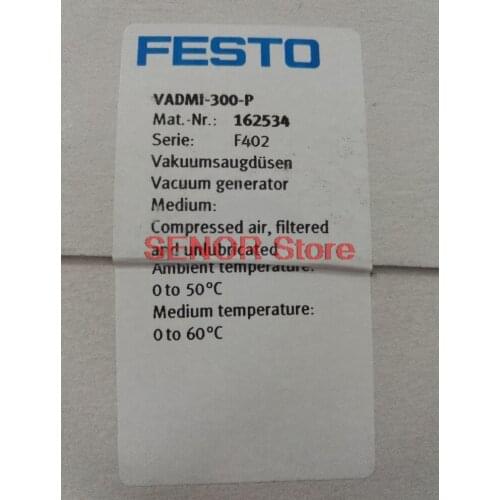 FESTO
VADMI-300-P
Mat.-Nr.: 162534
Serie: F402
Vakuumsaugdüsen
Vacuum generator
Medium:
Compressed air, filtered
and unlubricated
SENOR Store
Ambient temperature:
0 to 50°C
Medium temperature:
0 to 60°C